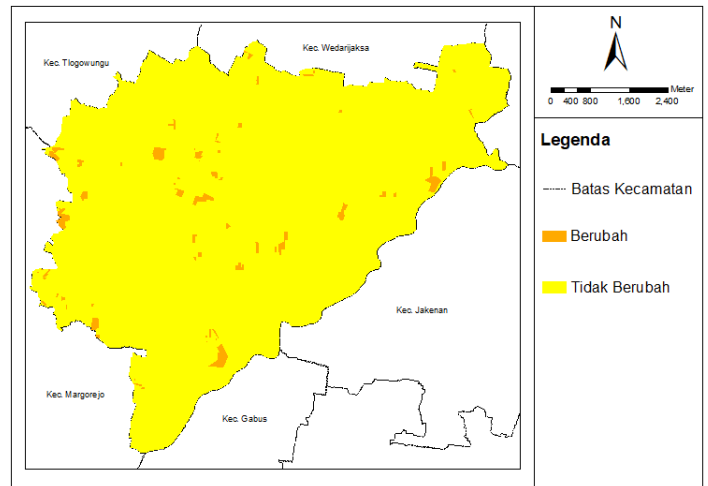 Kec. Tlogowungu
Kec. Wedarijaksa
Kec. Jakenan
Kec. Margorejo
Kec. Gabus
N
Meter
0 400 800 1,600 2,400
Legenda
Batas Kecamatan
Berubah
Tidak Berubah